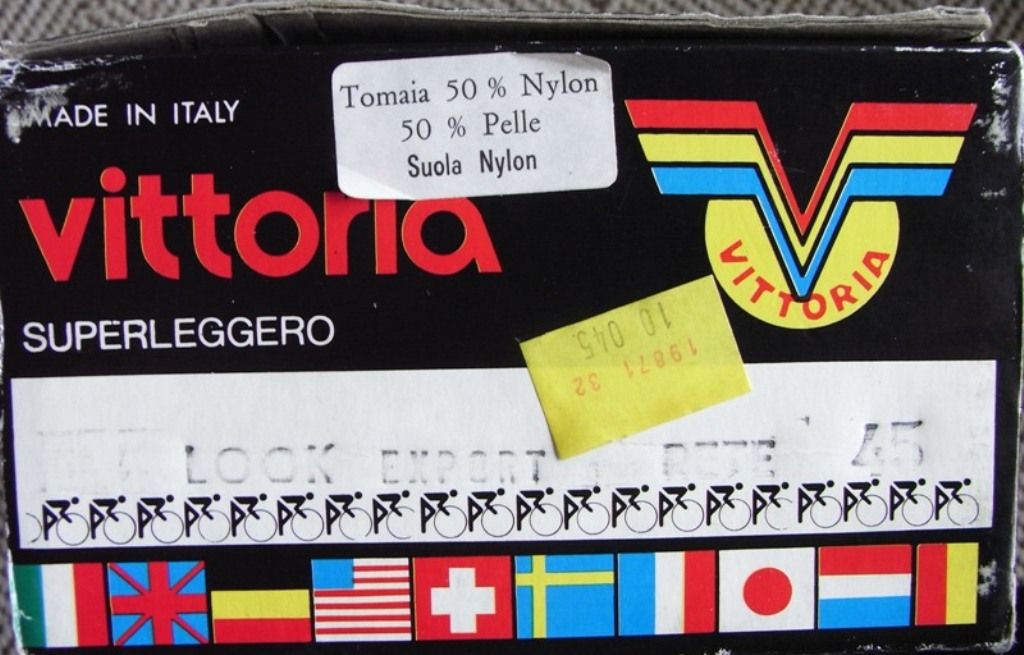 MADE IN ITALY
Tomaia 50 % Nylon
50 % Pelle
Suola Nylon
vittoria
VITTORIA
SUPERLEGGERO
10 045
19871 32
LOOK EXPORT RETE 45